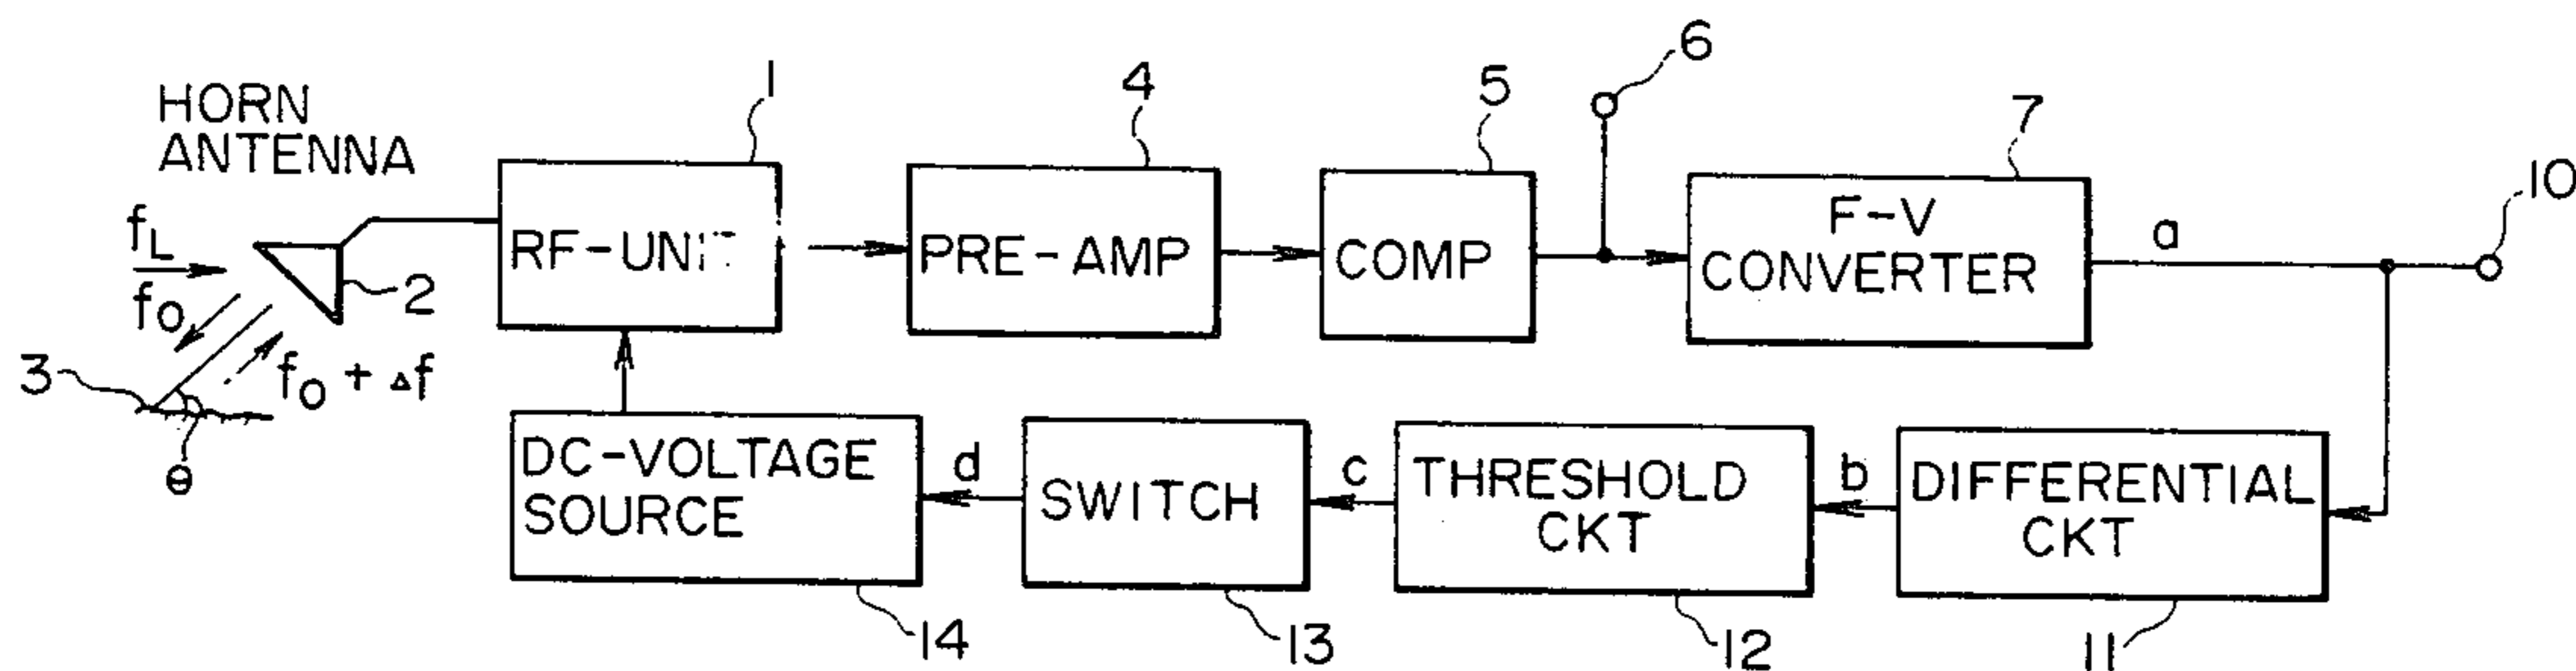 HORN
ANTENNA
1
4
5
6
7
10
fL
fo
2
3
fo + Δf
θ
RF-UNIT
PRE-AMP
COMP
F-V
CONVERTER
a
DC-VOLTAGE
SOURCE
d
SWITCH
c
THRESHOLD
CKT
b
DIFFERENTIAL
CKT
14
13
12
11